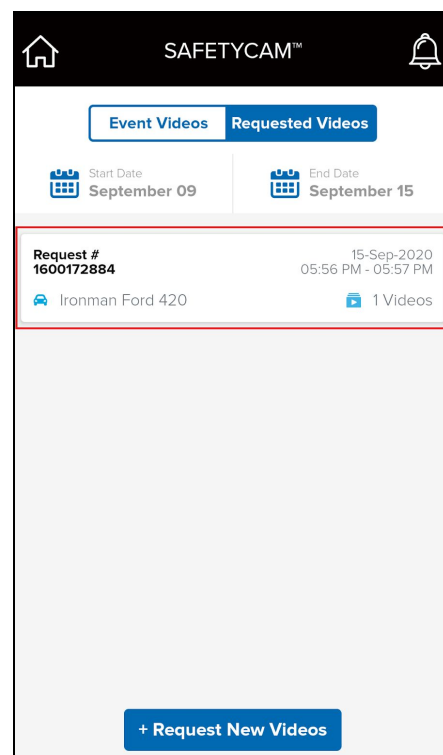 SAFETYCAM™
Event Videos Requested Videos
Start Date
September 09
End Date
September 15
Request #
1600172884
15-Sep-2020
05:56 PM - 05:57 PM
Ironman Ford 420
1 Videos
+ Request New Videos